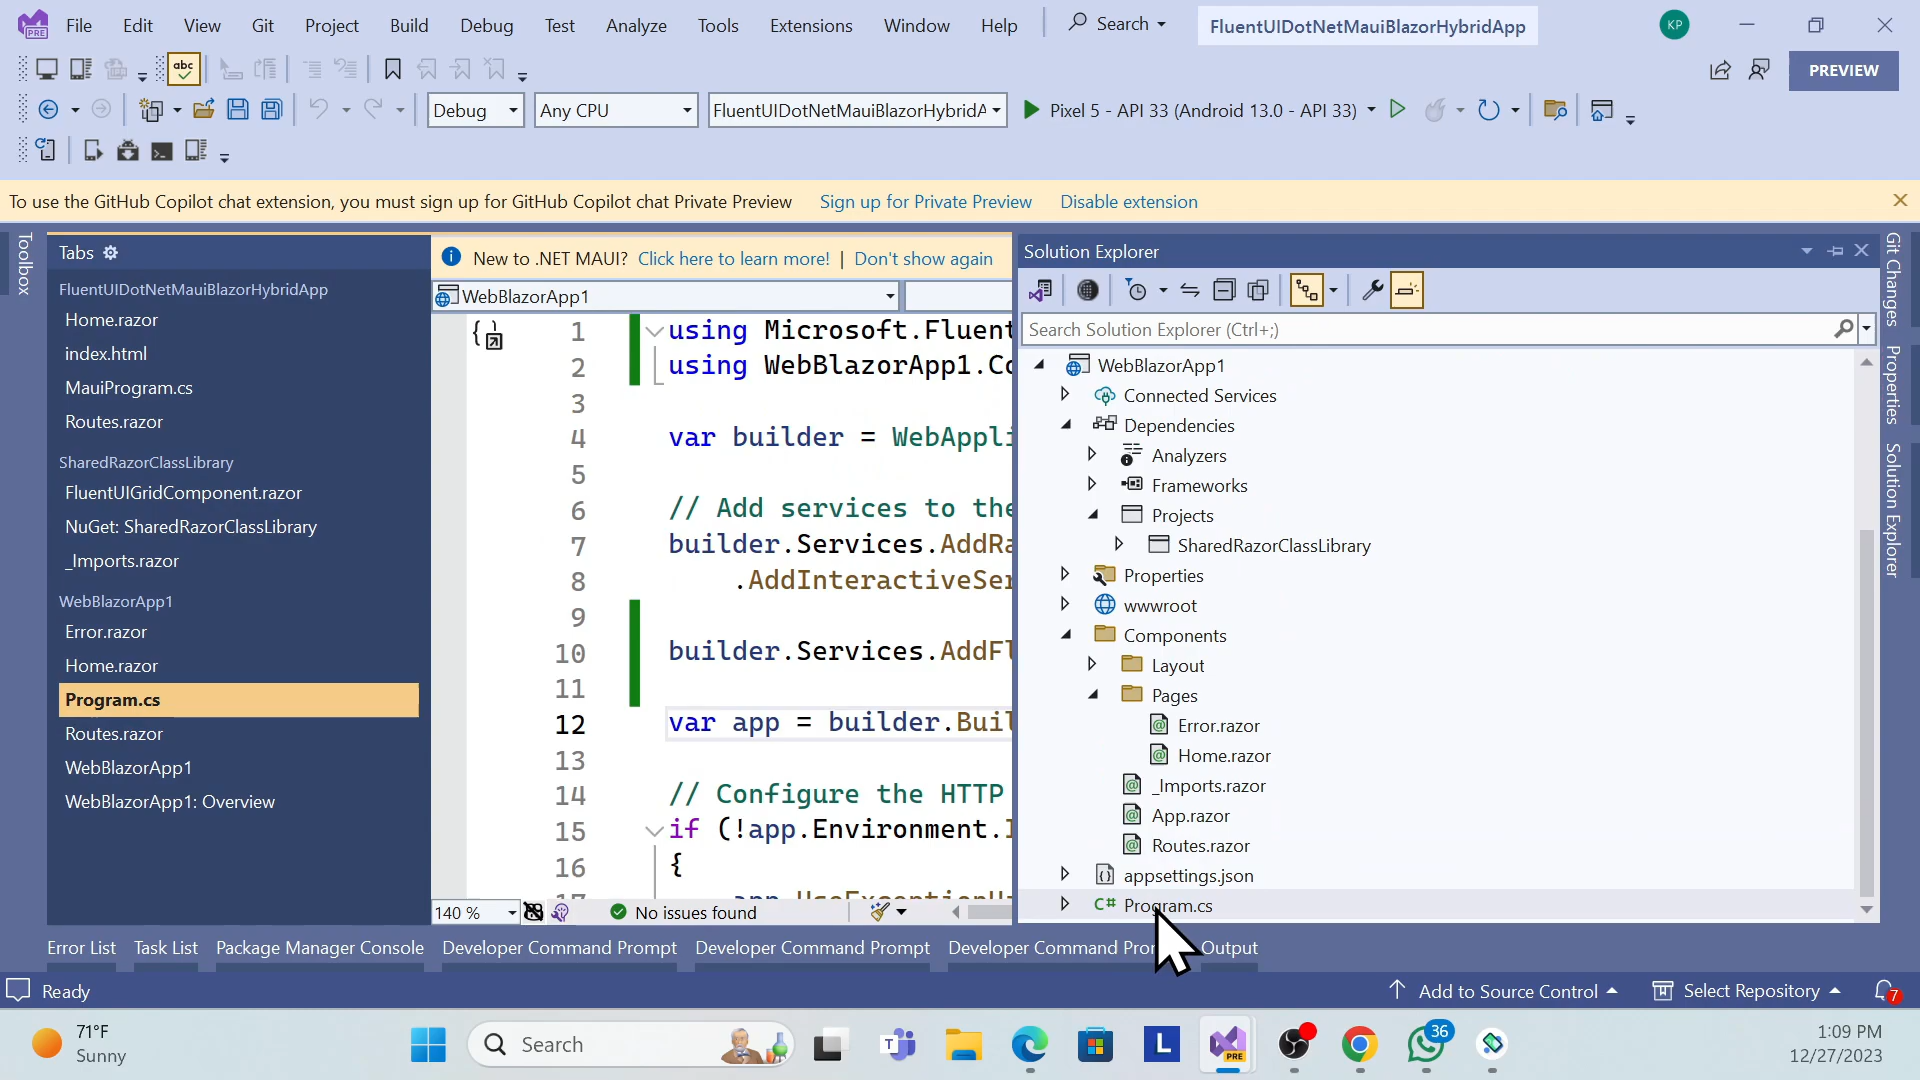 File Edit View Git Project Build Debug Test Analyze Tools Extensions Window Help Search FluentUIDotNetMauiBlazorHybridApp KP
PRE
abc
PREVIEW
Debug Any CPU FluentUIDotNetMauiBlazorHybridA Pixel 5 - API 33 (Android 13.0 - API 33)
To use the GitHub Copilot chat extension, you must sign up for GitHub Copilot chat Private Preview Sign up for Private Preview Disable extension
Toolbox
Tabs
FluentUIDotNetMauiBlazorHybridApp
Home.razor
index.html
MauiProgram.cs
Routes.razor
SharedRazorClassLibrary
FluentUIGridComponent.razor
NuGet: SharedRazorClassLibrary
_Imports.razor
WebBlazorApp1
Error.razor
Home.razor
Program.cs
Routes.razor
WebBlazorApp1
WebBlazorApp1: Overview
New to .NET MAUI? Click here to learn more! | Don't show again
WebBlazorApp1
1 using Microsoft.Fluent
2 using WebBlazorApp1.Co
3
4 var builder = WebAppli
5
6 // Add services to the
7 builder.Services.AddRa
8 .AddInteractiveSer
9
10 builder.Services.AddFl
11
12 var app = builder.Buil
13
14 // Configure the HTTP
15 if (!app.Environment.I
16 {
17 app.UseExceptionH
140 % No issues found
Solution Explorer
Search Solution Explorer (Ctrl+;)
WebBlazorApp1
Connected Services
Dependencies
Analyzers
Frameworks
Projects
SharedRazorClassLibrary
Properties
wwwroot
Components
Layout
Pages
Error.razor
Home.razor
_Imports.razor
App.razor
Routes.razor
appsettings.json
C# Program.cs
Git Changes
Properties
Solution Explorer
Error List Task List Package Manager Console Developer Command Prompt Developer Command Prompt Developer Command Pro Output
Ready Add to Source Control Select Repository 7
71°F
Sunny
Search
T
L
PRE
36
1:09 PM
12/27/2023